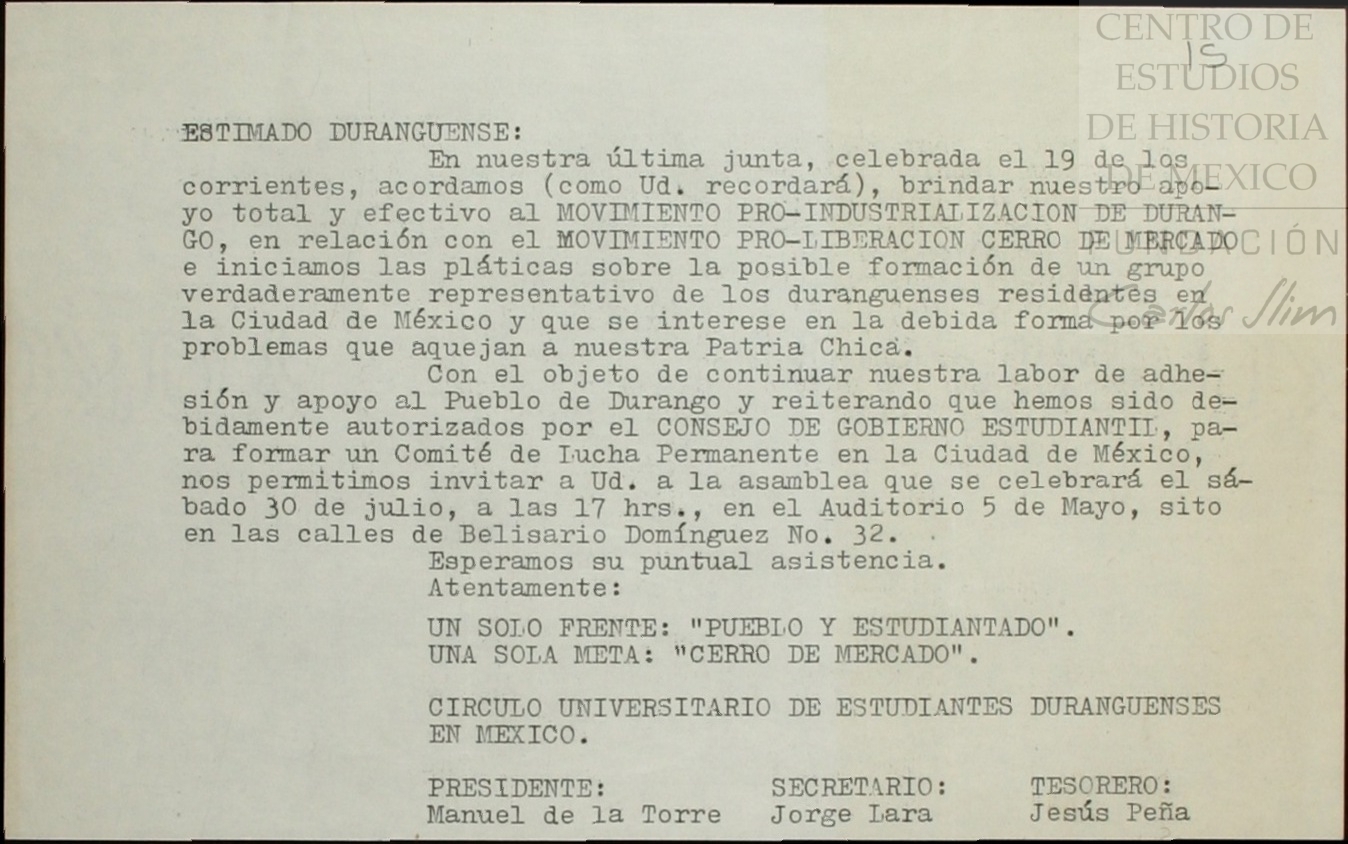 CENTRO DE
15
ESTUDIOS
DE HISTORIA
DE MEXICO
FUNDACIÓN
Carlos Slim
ESTIMADO DURANGUENSE:
En nuestra última junta, celebrada el 19 de los
corrientes, acordamos (como Ud. recordará), brindar nuestro apo-
yo total y efectivo al MOVIMIENTO PRO-INDUSTRIALIZACION DE DURAN-
GO, en relación con el MOVIMIENTO PRO-LIBERACION CERRO DE MERCADO
e iniciamos las pláticas sobre la posible formación de un grupo
verdaderamente representativo de los duranguenses residentes en
la Ciudad de México y que se interese en la debida forma por los
problemas que aquejan a nuestra Patria Chica.
Con el objeto de continuar nuestra labor de adhe-
sión y apoyo al Pueblo de Durango y reiterando que hemos sido de-
bidamente autorizados por el CONSEJO DE GOBIERNO ESTUDIANTIL, pa-
ra formar un Comité de Lucha Permanente en la Ciudad de México,
nos permitimos invitar a Ud. a la asamblea que se celebrará el sá-
bado 30 de julio, a las 17 hrs., en el Auditorio 5 de Mayo, sito
en las calles de Belisario Domínguez No. 32.
Esperamos su puntual asistencia.
Atentamente:
UN SOLO FRENTE: "PUEBLO Y ESTUDIANTADO".
UNA SOLA META: "CERRO DE MERCADO".
CIRCULO UNIVERSITARIO DE ESTUDIANTES DURANGUENSES
EN MEXICO.
PRESIDENTE: SECRETARIO: TESORERO:
Manuel de la Torre Jorge Lara Jesús Peña